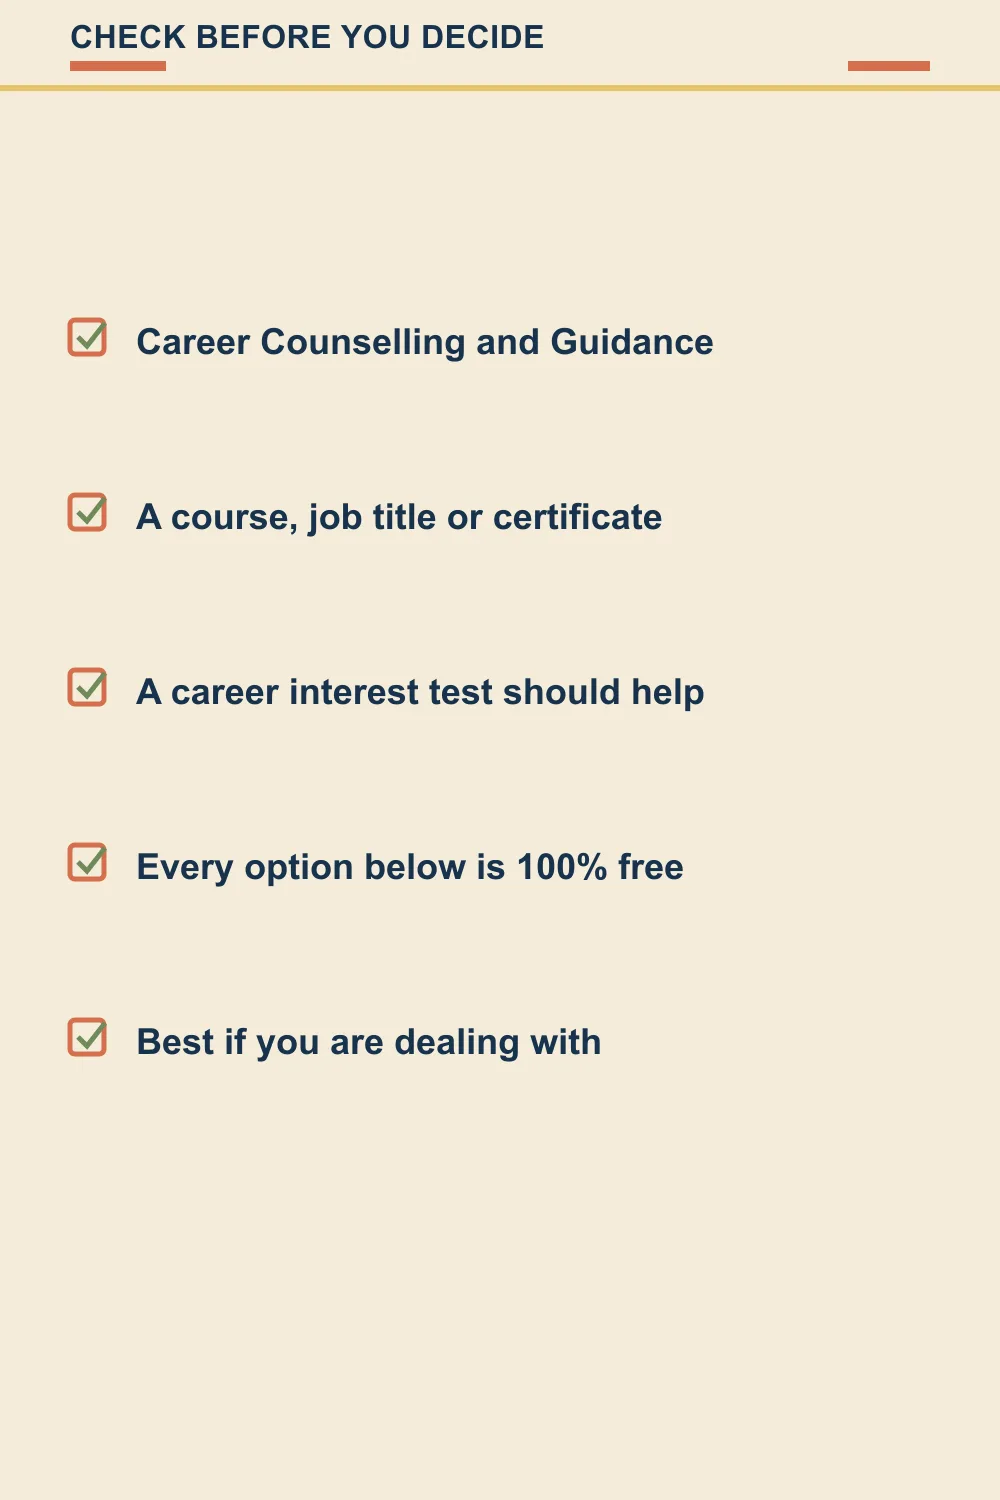 CHECK BEFORE YOU DECIDE
Career Counselling and Guidance
A course, job title or certificate
A career interest test should help
Every option below is 100% free
Best if you are dealing with